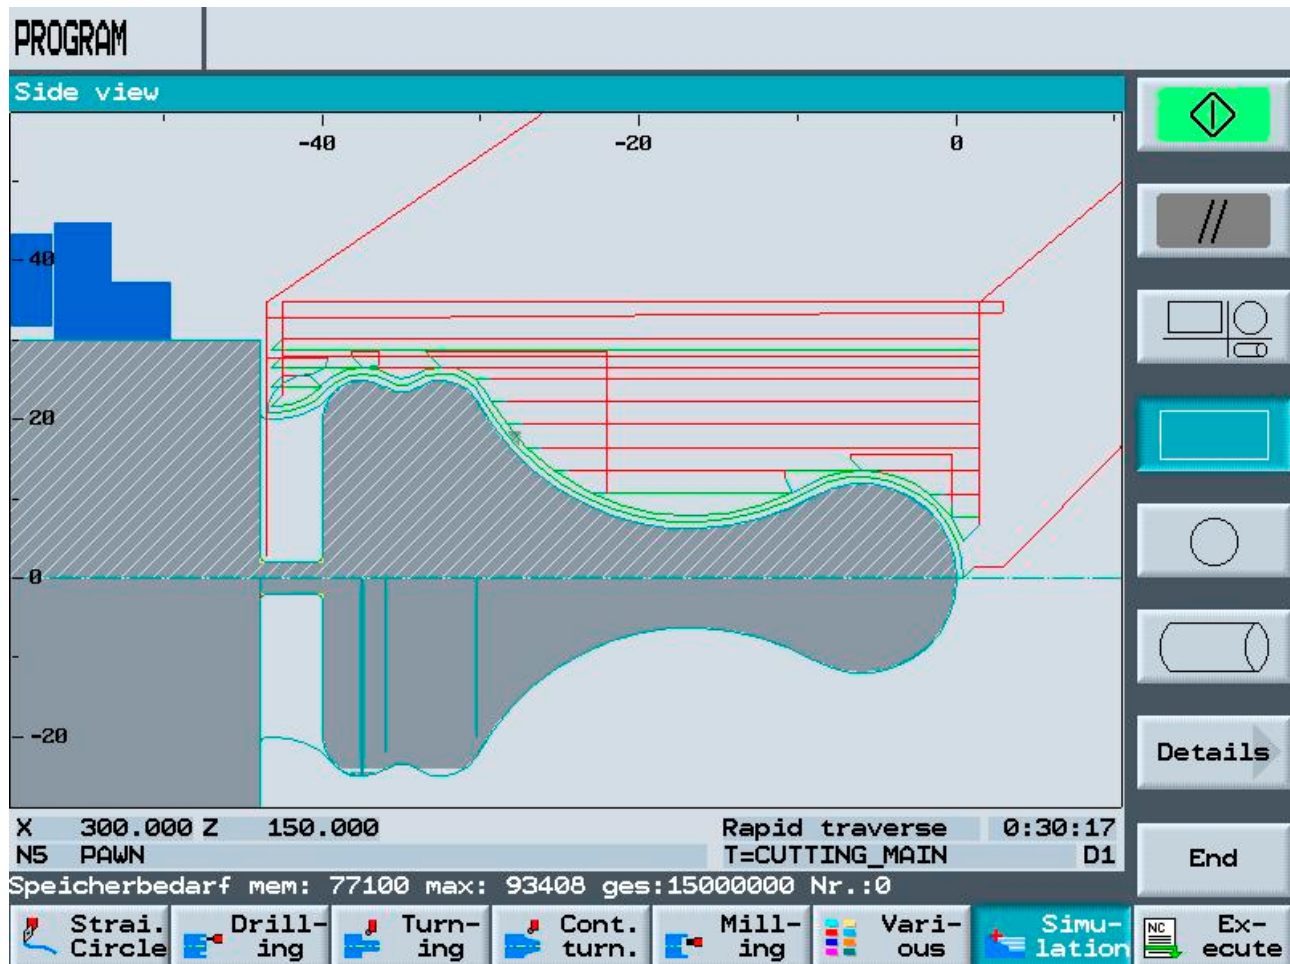 PROGRAM
Side view
-40 -20 0
40
20
0
-20
X 300.000 Z 150.000 Rapid traverse 0:30:17
N5 PAWN T=CUTTING_MAIN D1
Speicherbedarf mem: 77100 max: 93408 ges:15000000 Nr.:0
Details
End
Strai. Circle
Drill-
ing
Turn-
ing
Cont.
turn.
Mill-
ing
Vari-
ous
Simu-
lation
NC
Ex-
ecute